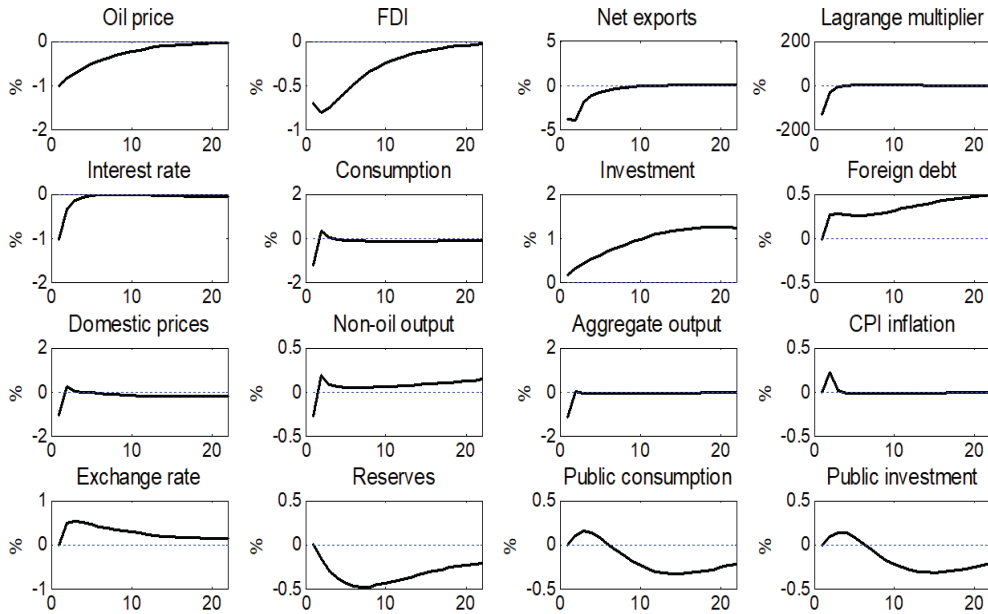 Oil price FDI Net exports Lagrange multiplier
0 0 5 200
% -1 % -0.5 % 0 % 0
-2 -1 -5 -200
0 10 20 0 10 20 0 10 20 0 10 20
Interest rate Consumption Investment Foreign debt
0 2 2 0.5
% -1 % 0 % 1 % 0
-2 -2 0 -0.5
0 10 20 0 10 20 0 10 20 0 10 20
Domestic prices Non-oil output Aggregate output CPI inflation
2 0.5 2 0.5
% 0 % 0 % 0 % 0
-2 -0.5 -2 -0.5
0 10 20 0 10 20 0 10 20 0 10 20
Exchange rate Reserves Public consumption Public investment
1 0.5 0.5 0.5
% 0 % 0 % 0 % 0
1 -0.5 -0.5 -0.5
0 10 20 0 10 20 0 10 20 0 10 20